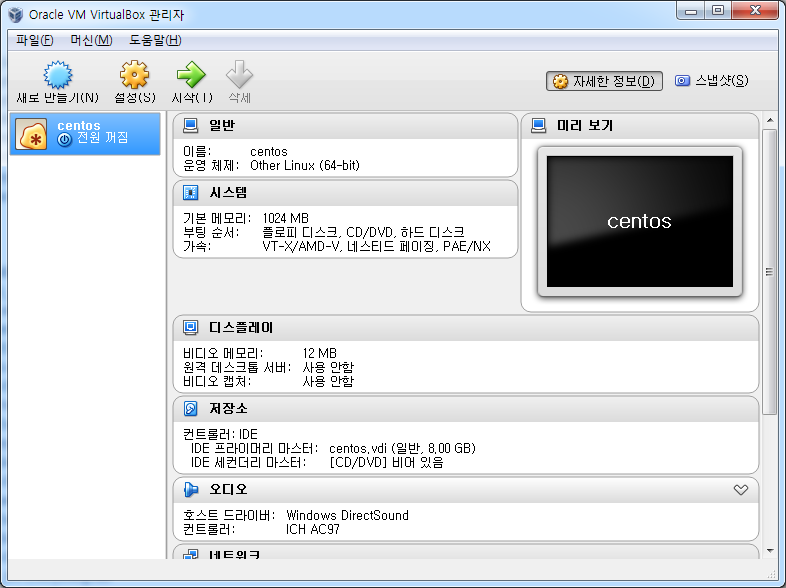 Oracle VM VirtualBox 관리자
파일(F) 머신(M) 도움말(H)
새로 만들기(N) 설정(S) 시작(T) 삭제
자세한 정보(D) 스냅샷(S)
centos
전원 꺼짐
일반
이름: centos
운영 체제: Other Linux (64-bit)
시스템
기본 메모리: 1024 MB
부팅 순서: 플로피 디스크, CD/DVD, 하드 디스크
가속: VT-X/AMD-V, 네스티드 페이징, PAE/NX
미리 보기
centos
디스플레이
비디오 메모리: 12 MB
원격 데스크톱 서버: 사용 안함
비디오 캡처: 사용 안함
저장소
컨트롤러: IDE
IDE 프라이머리 마스터: centos.vdi (일반, 8.00 GB)
IDE 세컨더리 마스터: [CD/DVD] 비어 있음
오디오
호스트 드라이버: Windows DirectSound
컨트롤러: ICH AC97
네트워크